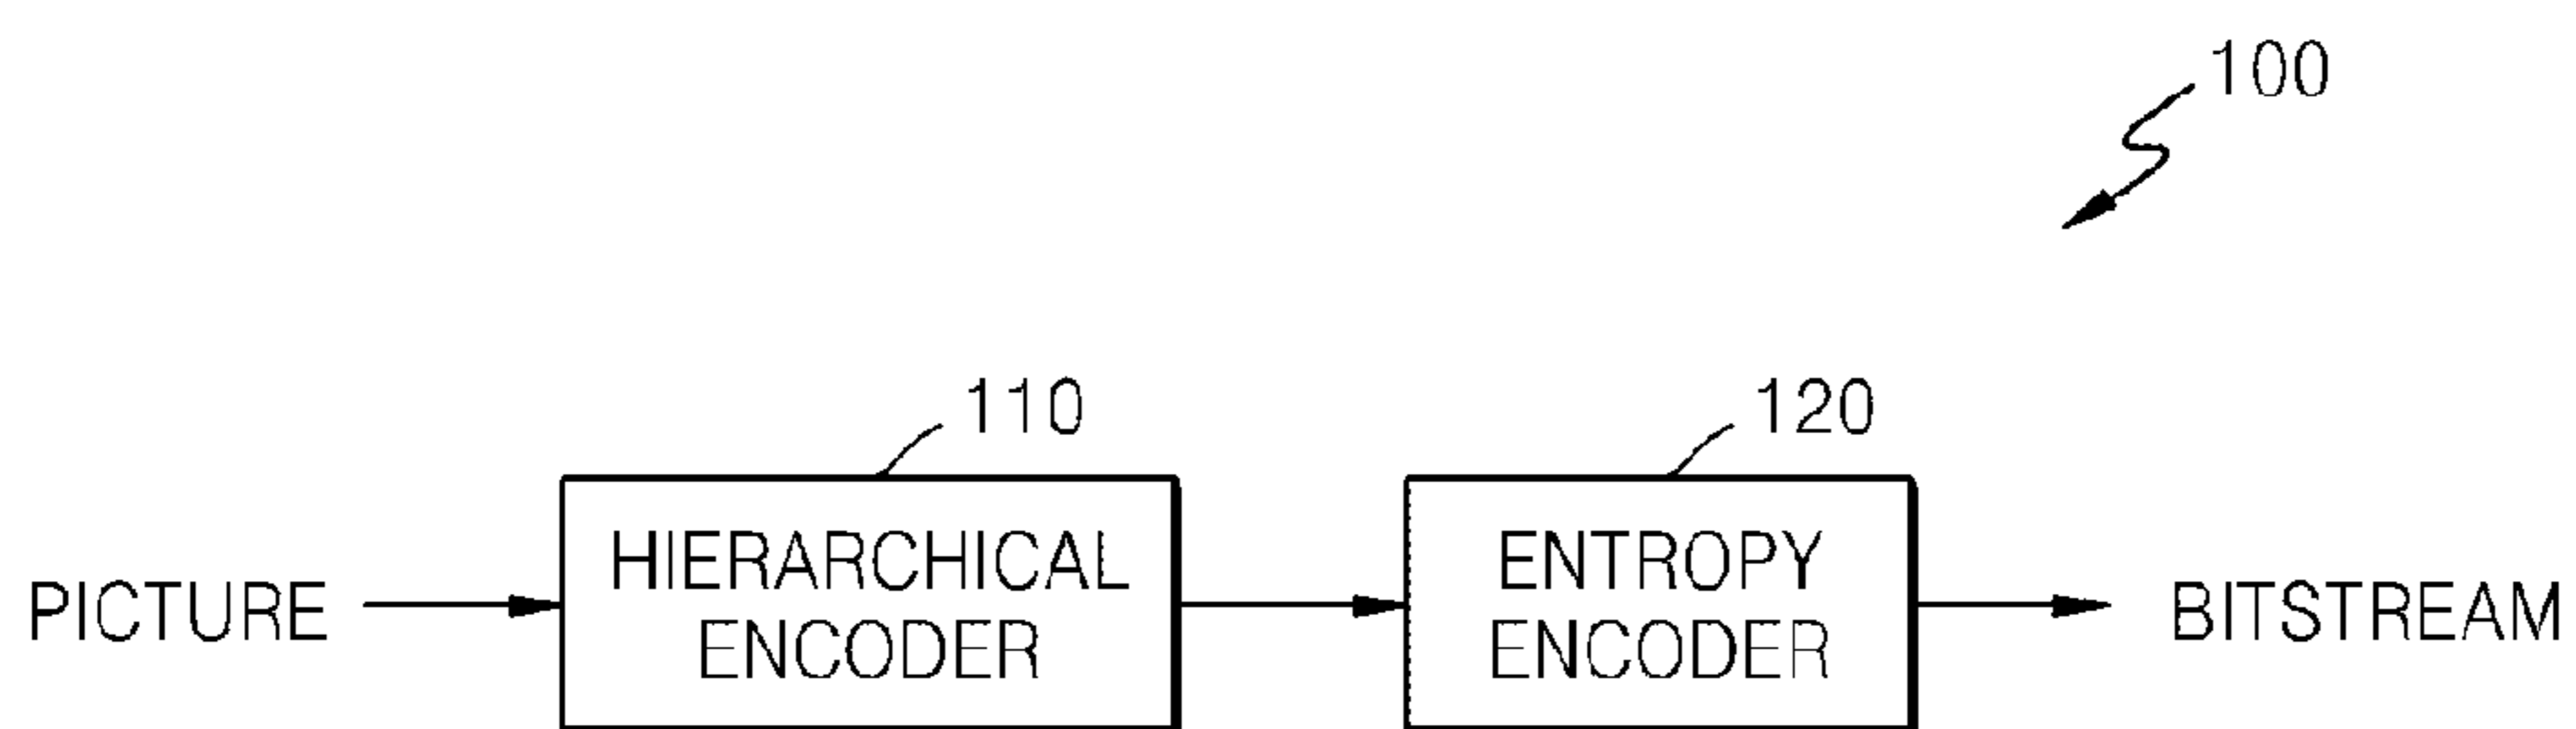 100
110
120
PICTURE
HIERARCHICAL
ENCODER
ENTROPY
ENCODER
BITSTREAM